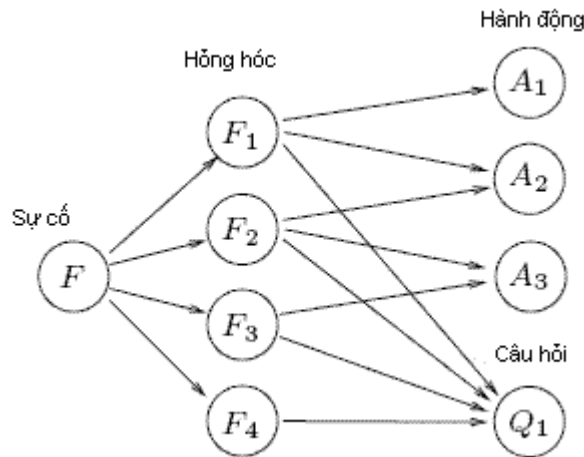 Hành động
A1
Hỏng hóc
F1
A2
Sự cố
F2
F
A3
F3
Câu hỏi
F4
Q1